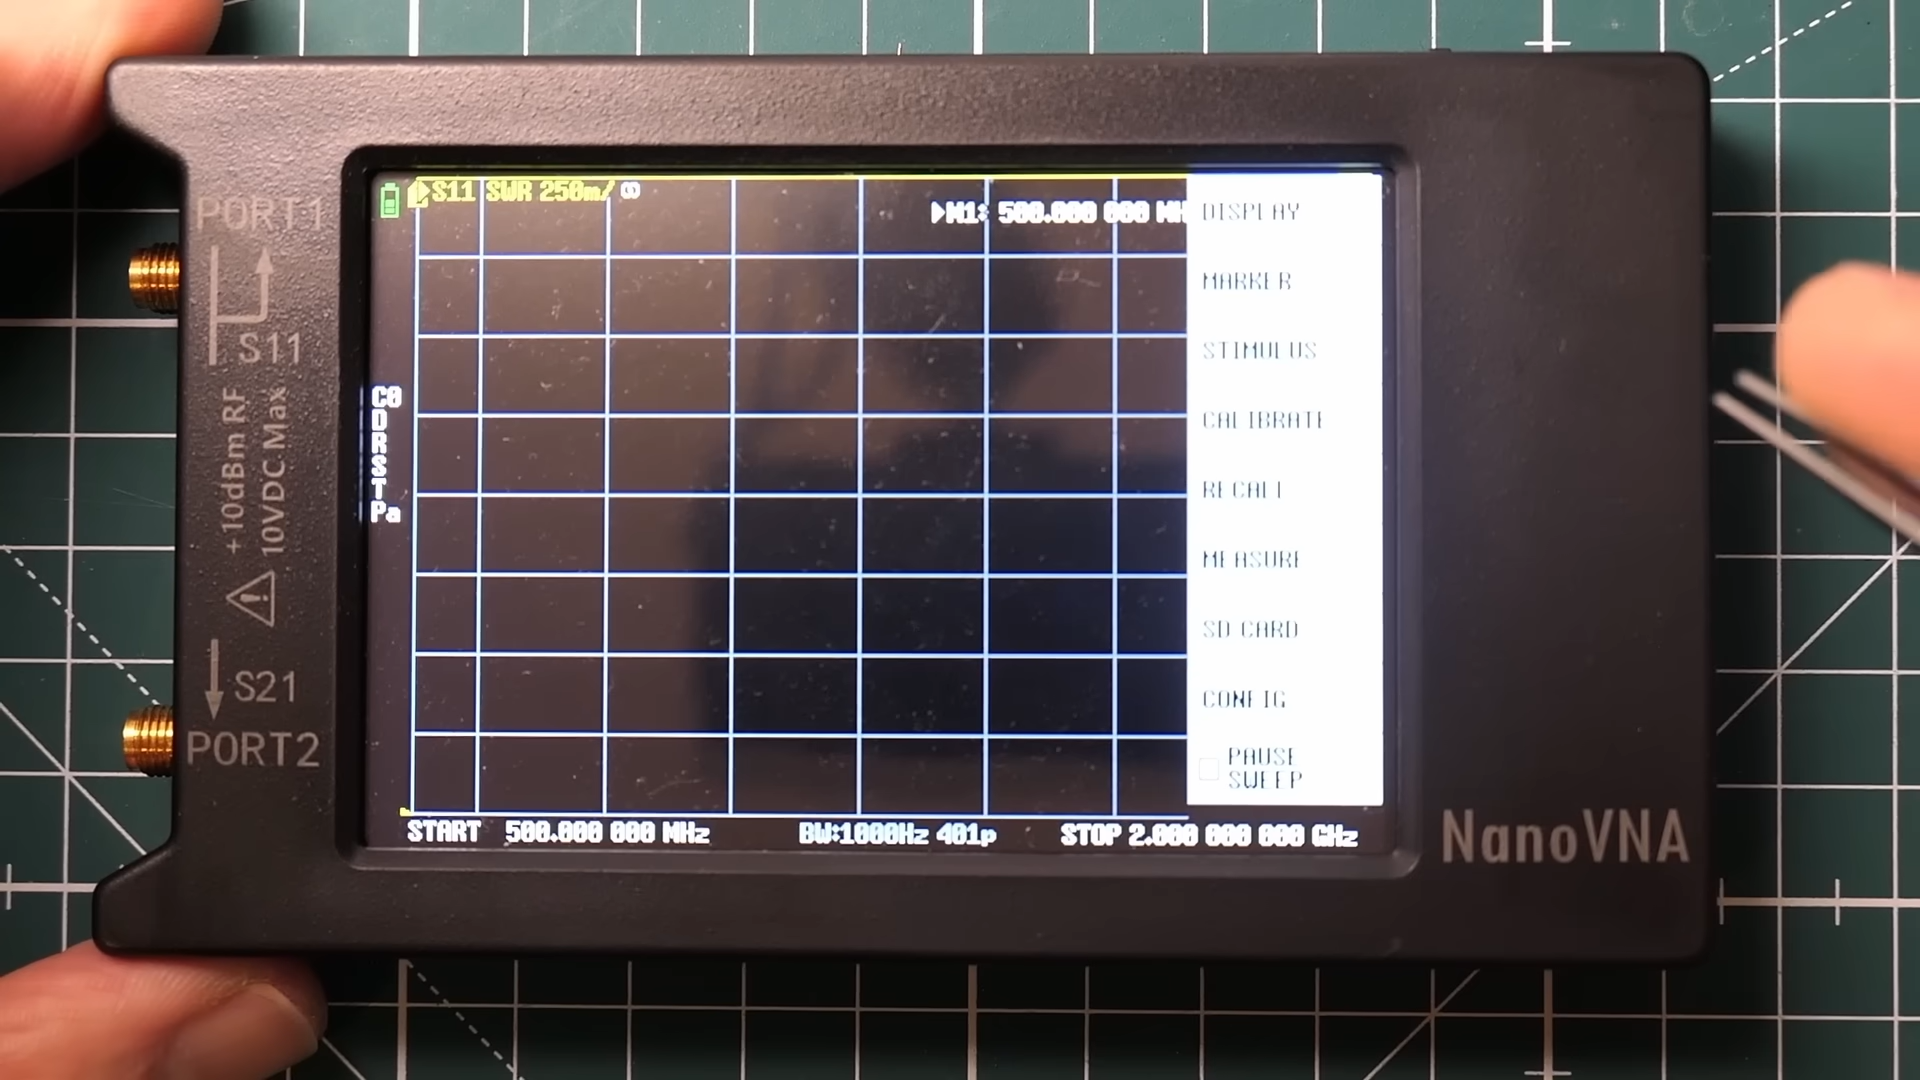 PORT1
S11
+10dBm RF
10VDC Max
S21
PORT2
S11 SWR 250m/ ∞
M1: 500.000 000 MH
C0
D
R
S
T
Pa
DISPLAY
MARKER
STIMULUS
CALIBRATE
RECALL
MEASURE
SD CARD
CONFIG
PAUSE
SWEEP
START 500.000 000 MHz BW:1000Hz 401p STOP 2.000 000 000 GHz
NanoVNA